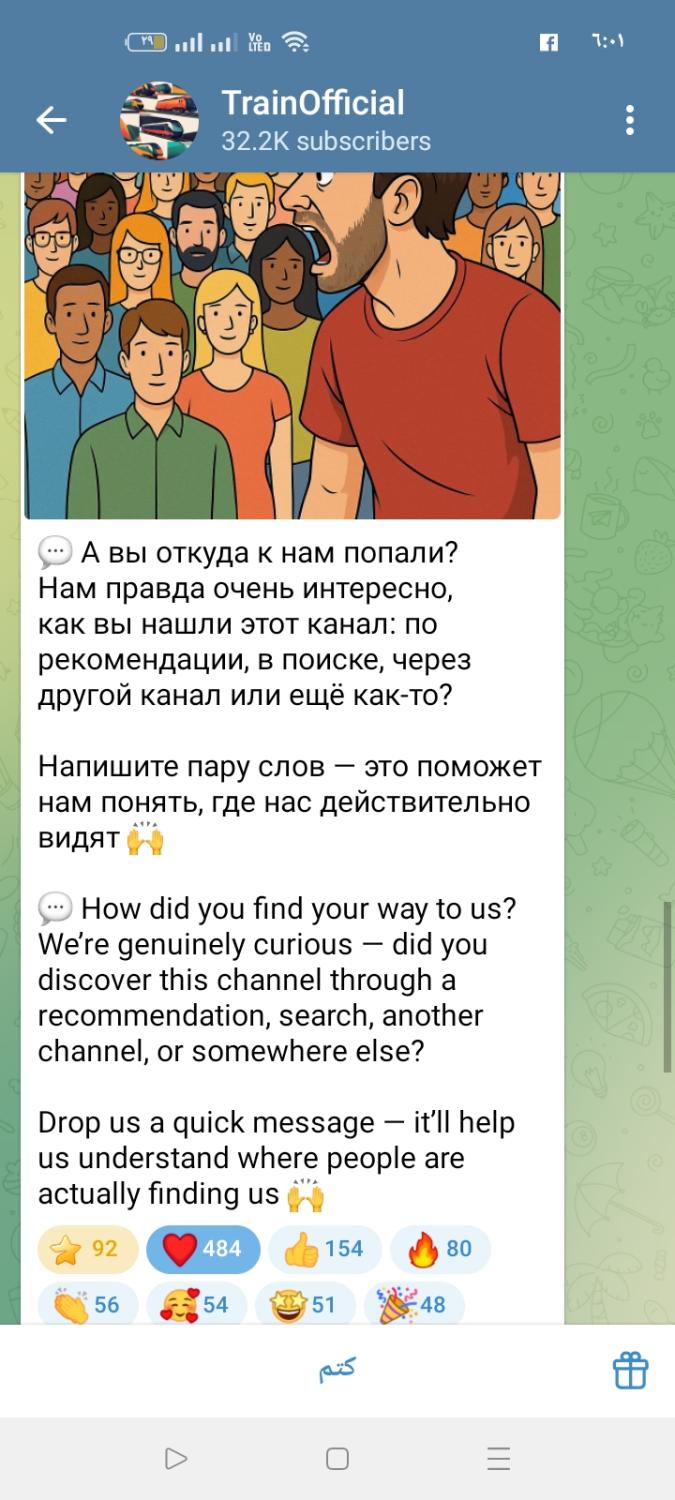 ٢٩ Vo LTED ٦:٠١
TrainOfficial
32.2K subscribers
💬 А вы откуда к нам попали?
Нам правда очень интересно,
как вы нашли этот канал: по
рекомендации, в поиске, через
другой канал или ещё как-то?
Напишите пару слов — это поможет
нам понять, где нас действительно
видят 🙌
💬 How did you find your way to us?
We’re genuinely curious — did you
discover this channel through a
recommendation, search, another
channel, or somewhere else?
Drop us a quick message — it’ll help
us understand where people are
actually finding us 🙌
⭐ 92 ❤️ 484 👍 154 🔥 80
👏 56 🥰 54 🤩 51 🎉 48
كتم